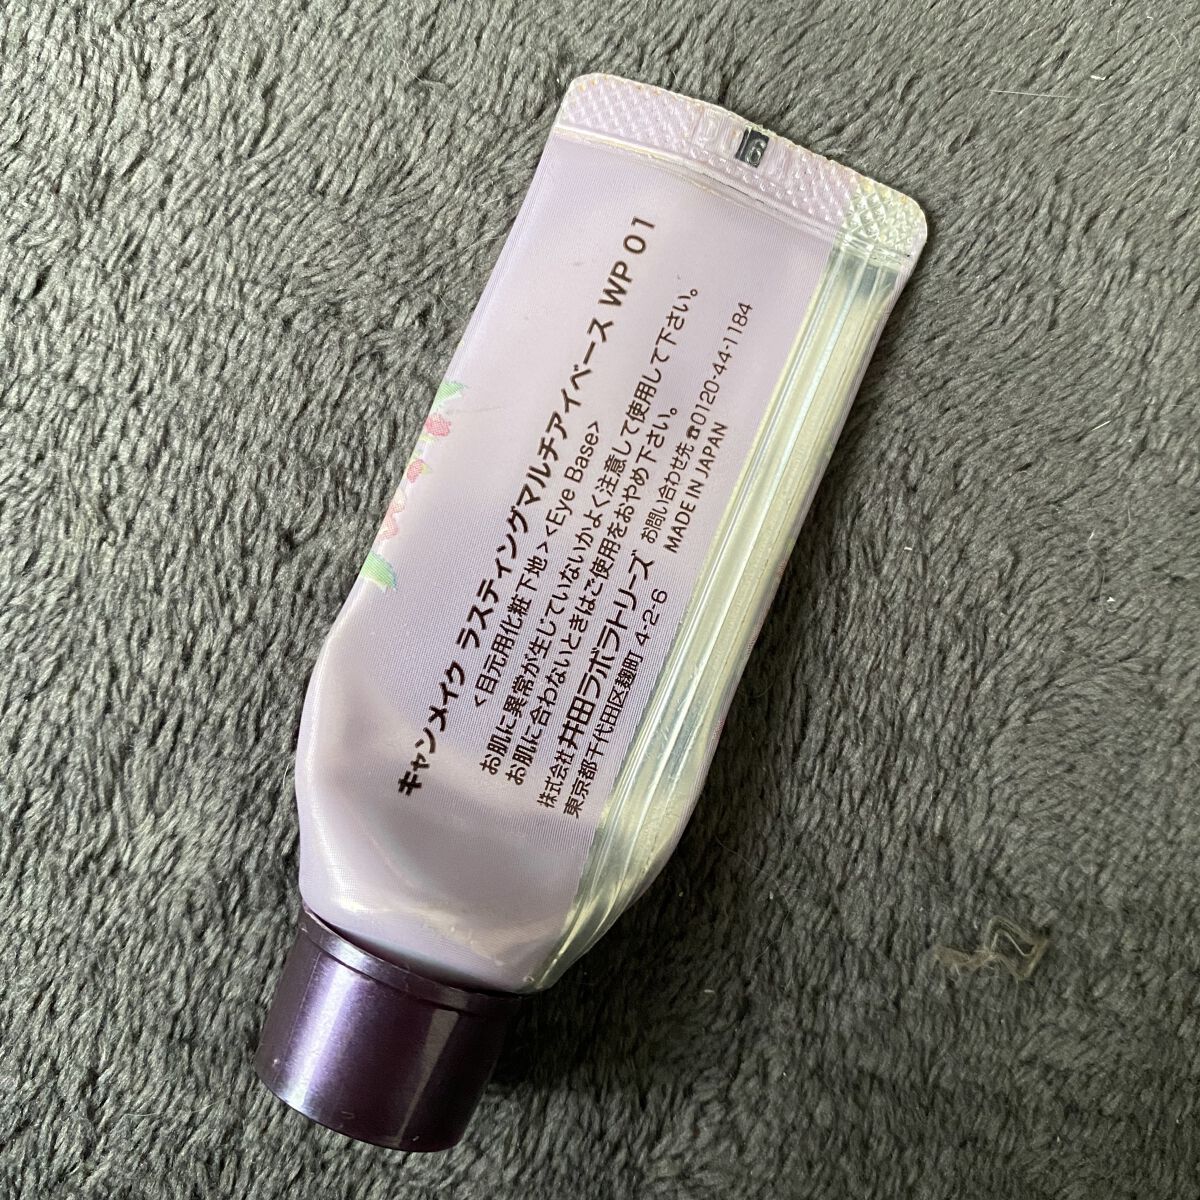 キャンメイク ラスティングマルチアイベース WP 01
<目元用化粧下地> <Eye Base>
お肌に異常が生じていないかよく注意して使用して下さい。
お肌に合わないときはご使用をおやめ下さい。
株式会社井田ラボラトリーズ お問い合わせ先 ☎0120-44-1184
東京都千代田区麹町 4-2-6 MADE IN JAPAN